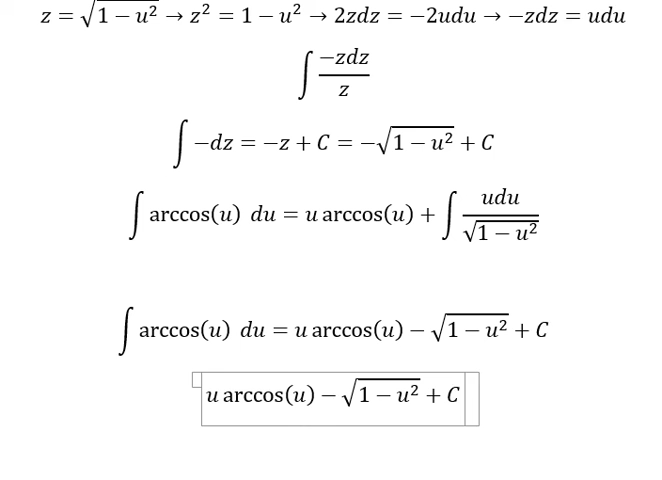 z = √(1 − u²) → z² = 1 − u² → 2zdz = −2udu → −zdz = udu
∫ −zdz / z
∫ −dz = −z + C = −√(1 − u²) + C
∫ arccos(u) du = u arccos(u) + ∫ udu / √(1 − u²)
∫ arccos(u) du = u arccos(u) − √(1 − u²) + C
u arccos(u) − √(1 − u²) + C